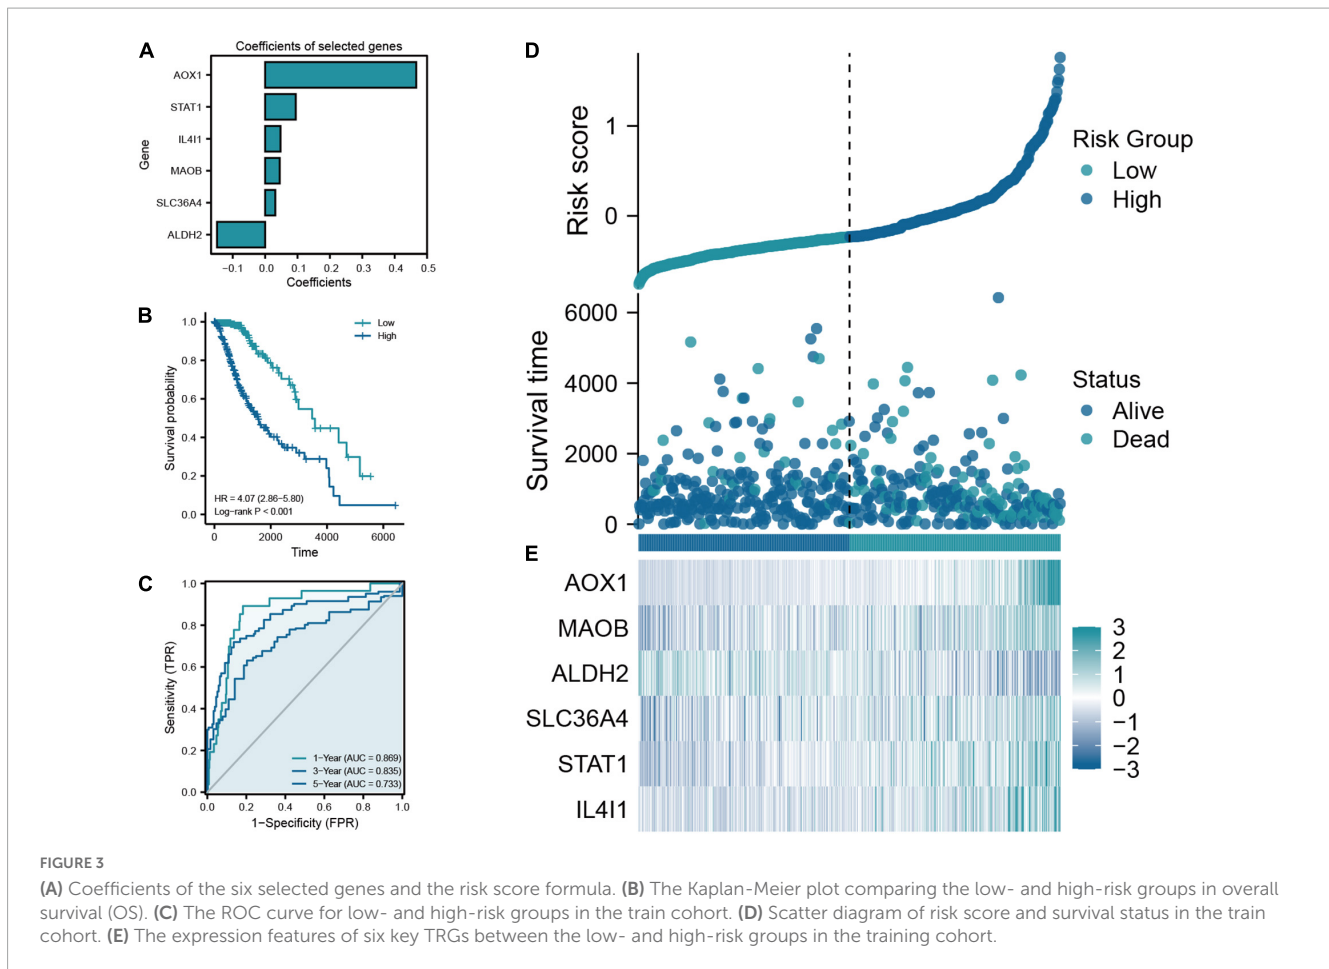 A
Coefficients of selected genes
Gene
AOX1
STAT1
IL4I1
MAOB
SLC36A4
ALDH2
−0.1 0.0 0.1 0.2 0.3 0.4 0.5
Coefficients
B
Survival probability
1.0
0.8
0.6
0.4
0.2
0.0
Low
High
HR = 4.07 (2.86−5.80)
Log−rank P < 0.001
0 2000 4000 6000
Time
C
Sensitivity (TPR)
1.0
0.8
0.6
0.4
0.2
0.0
1−Year (AUC = 0.869)
3−Year (AUC = 0.835)
5−Year (AUC = 0.733)
0.0 0.2 0.4 0.6 0.8 1.0
1−Specificity (FPR)
D
Risk score
1
0
Risk Group
Low
High
Survival time
6000
4000
2000
0
Status
Alive
Dead
E
AOX1
MAOB
ALDH2
SLC36A4
STAT1
IL4I1
3
2
1
0
−1
−2
−3
FIGURE 3
(A) Coefficients of the six selected genes and the risk score formula. (B) The Kaplan-Meier plot comparing the low- and high-risk groups in overall
survival (OS). (C) The ROC curve for low- and high-risk groups in the train cohort. (D) Scatter diagram of risk score and survival status in the train
cohort. (E) The expression features of six key TRGs between the low- and high-risk groups in the training cohort.